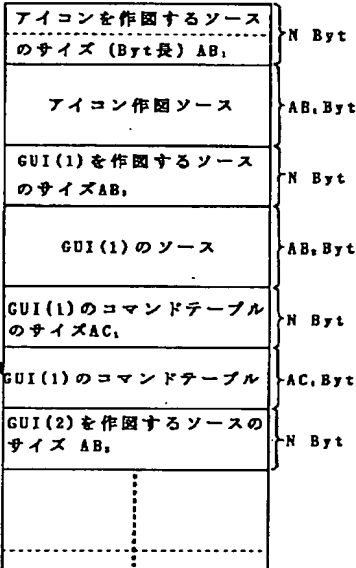 アイコンを作図するソース
のサイズ (Byt長) AB₁
N Byt
アイコン作図ソース
AB₁Byt
GUI(1)を作図するソース
のサイズAB₂
N Byt
GUI(1)のソース
AB₂Byt
GUI(1)のコマンドテーブル
のサイズAC₁
N Byt
GUI(1)のコマンドテーブル
AC₁Byt
GUI(2)を作図するソースの
サイズ AB₃
N Byt